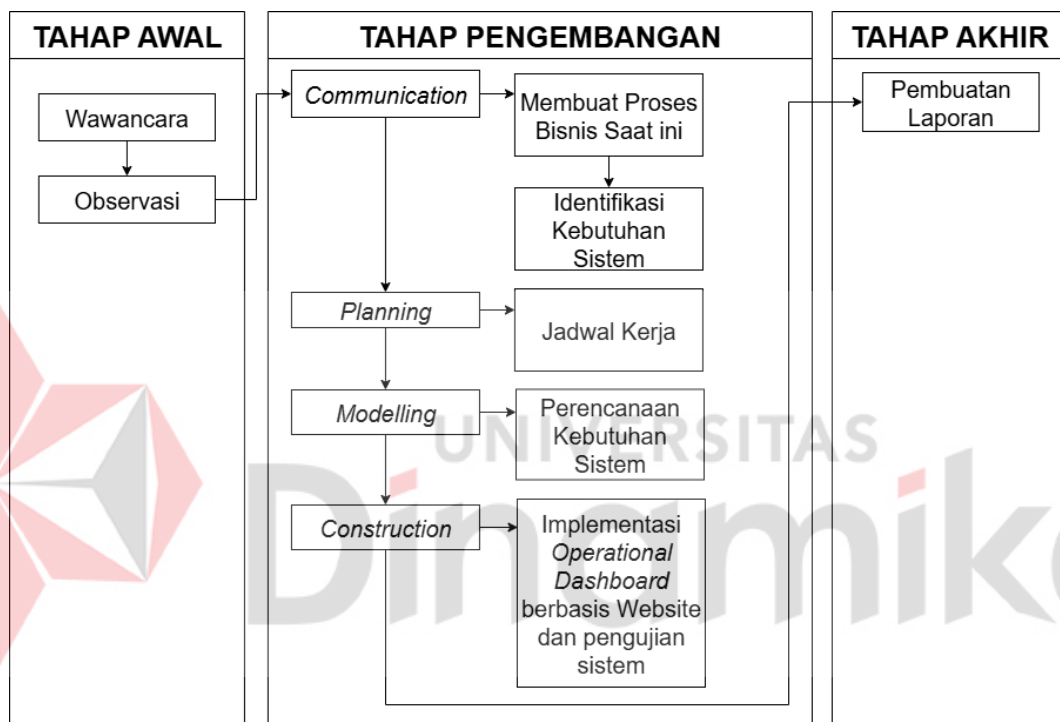 TAHAP AWAL
Wawancara
Observasi
TAHAP PENGEMBANGAN
Communication
Membuat Proses
Bisnis Saat ini
Identifikasi
Kebutuhan
Sistem
Planning
Jadwal Kerja
Modelling
Perencanaan
Kebutuhan
Sistem
Construction
Implementasi
Operational
Dashboard
berbasis Website
dan pengujian
sistem
TAHAP AKHIR
Pembuatan
Laporan
UNIVERSITAS
Dinamika